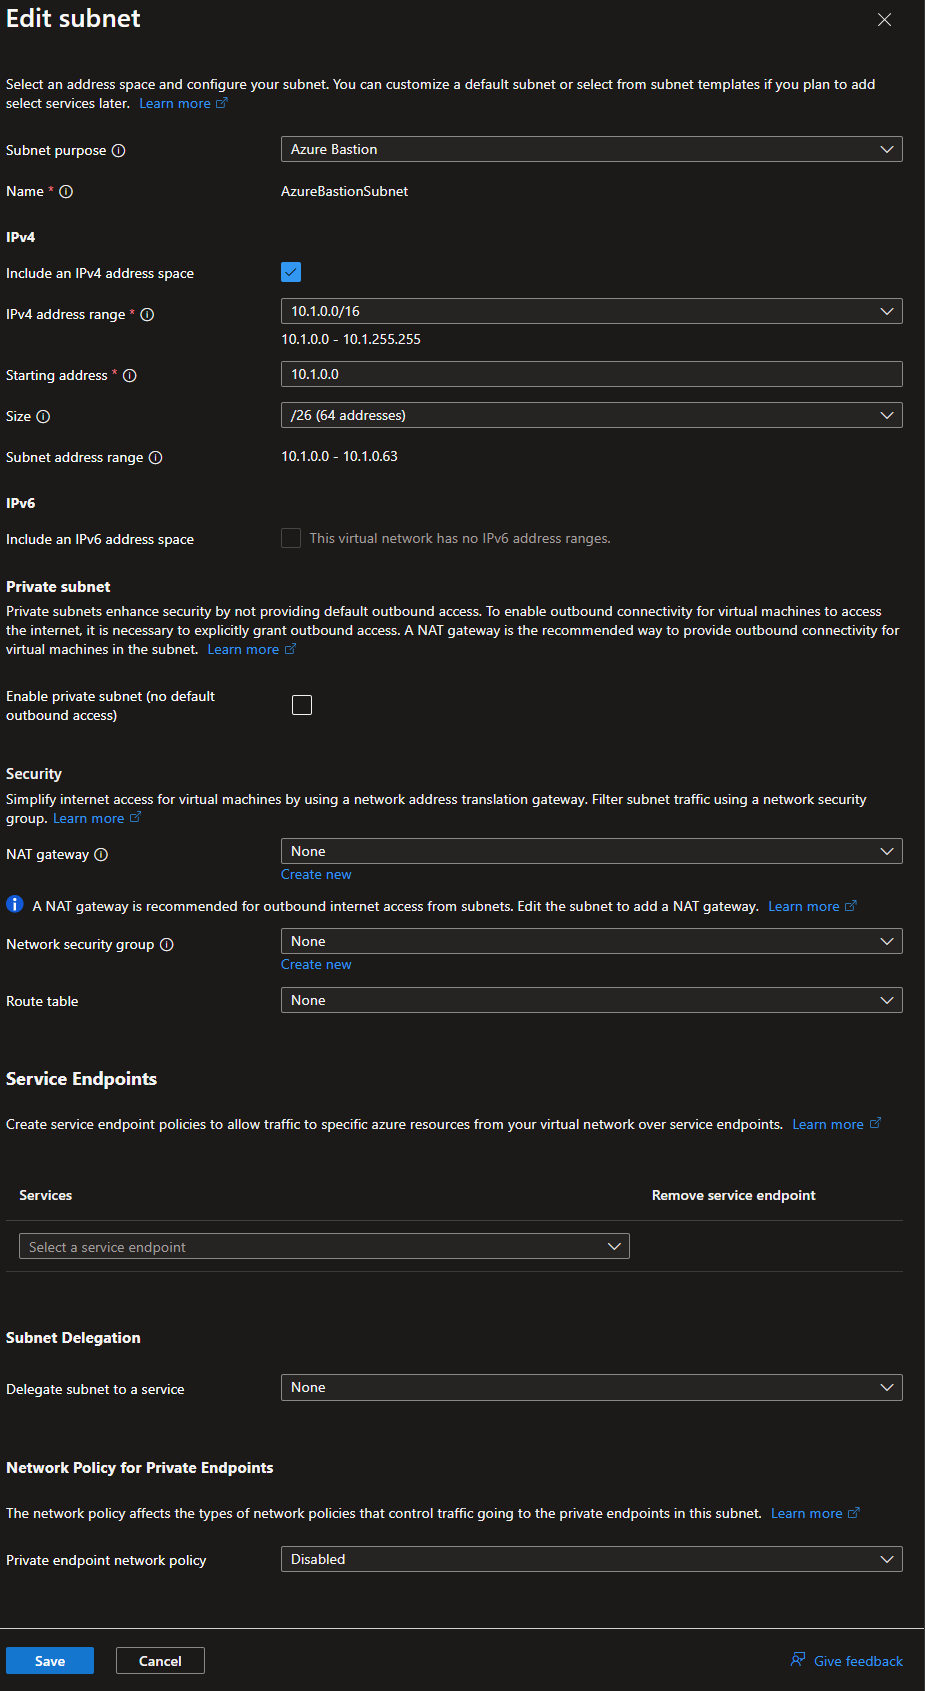 Edit subnet
Select an address space and configure your subnet. You can customize a default subnet or select from subnet templates if you plan to add
select services later. Learn more
Subnet purpose
Azure Bastion
Name *
AzureBastionSubnet
IPv4
Include an IPv4 address space
IPv4 address range *
10.1.0.0/16
10.1.0.0 - 10.1.255.255
Starting address *
10.1.0.0
Size
/26 (64 addresses)
Subnet address range
10.1.0.0 - 10.1.0.63
IPv6
Include an IPv6 address space
This virtual network has no IPv6 address ranges.
Private subnet
Private subnets enhance security by not providing default outbound access. To enable outbound connectivity for virtual machines to access
the internet, it is necessary to explicitly grant outbound access. A NAT gateway is the recommended way to provide outbound connectivity for
virtual machines in the subnet. Learn more
Enable private subnet (no default
outbound access)
Security
Simplify internet access for virtual machines by using a network address translation gateway. Filter subnet traffic using a network security
group. Learn more
NAT gateway
None
Create new
A NAT gateway is recommended for outbound internet access from subnets. Edit the subnet to add a NAT gateway. Learn more
Network security group
None
Create new
Route table
None
Service Endpoints
Create service endpoint policies to allow traffic to specific azure resources from your virtual network over service endpoints. Learn more
Services
Remove service endpoint
Select a service endpoint
Subnet Delegation
Delegate subnet to a service
None
Network Policy for Private Endpoints
The network policy affects the types of network policies that control traffic going to the private endpoints in this subnet. Learn more
Private endpoint network policy
Disabled
Save
Cancel
Give feedback